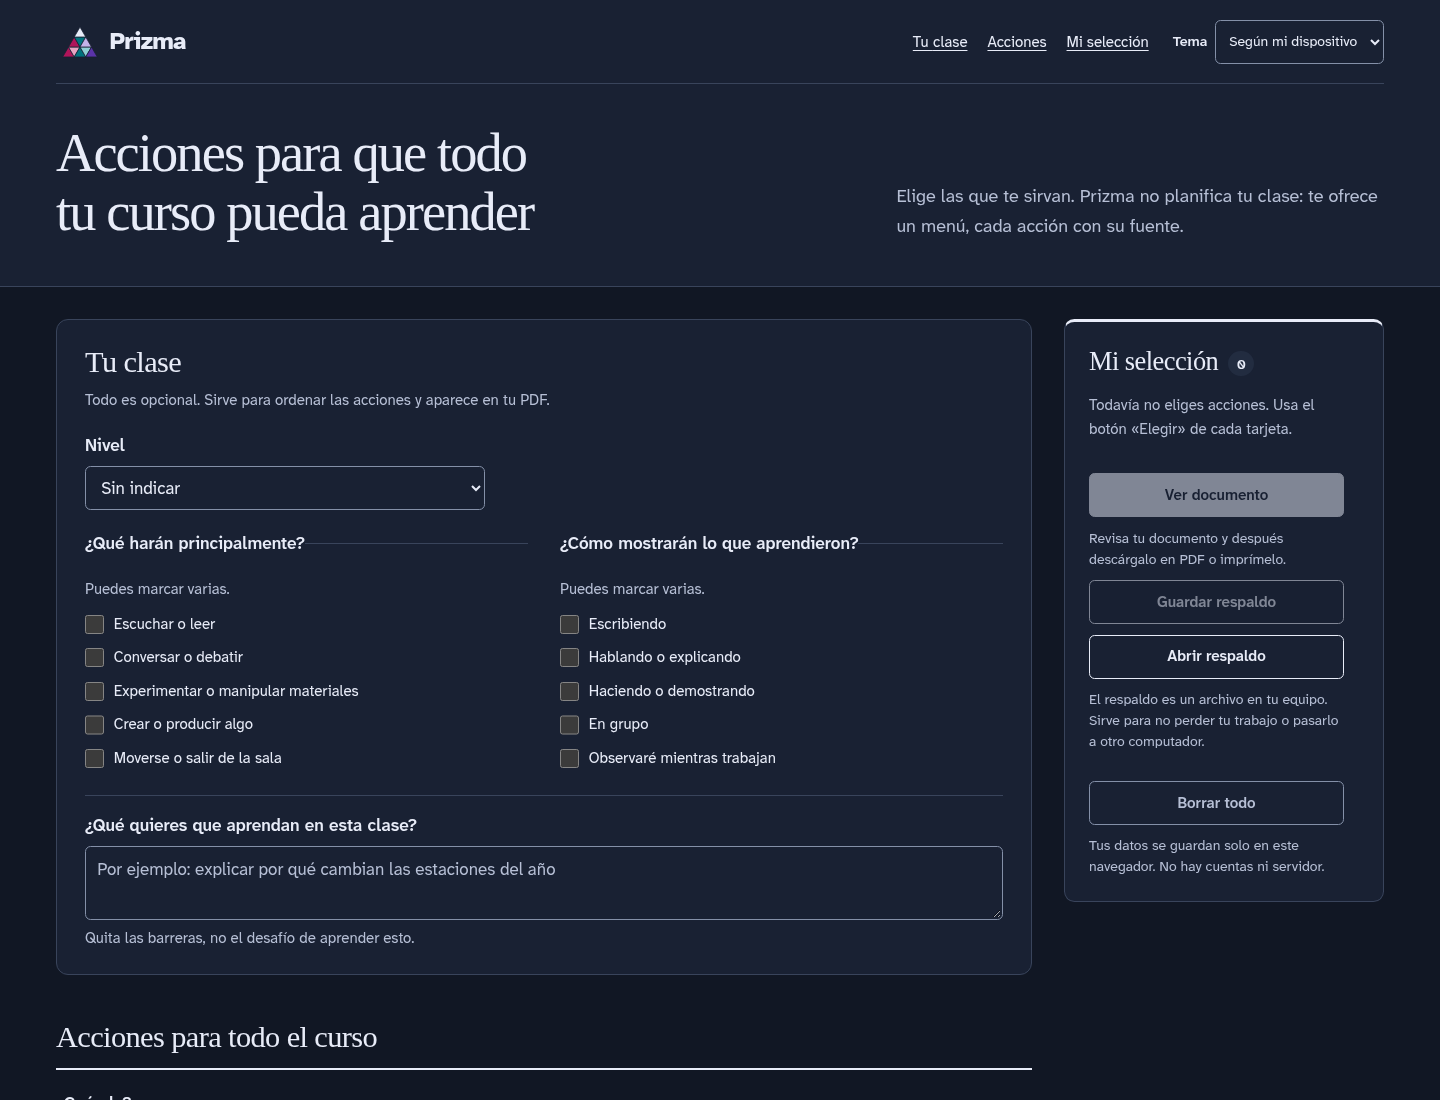 Prizma
Tu clase
Acciones
Mi selección
Tema
Según mi dispositivo
Acciones para que todo
tu curso pueda aprender
Elige las que te sirvan. Prizma no planifica tu clase: te ofrece
un menú, cada acción con su fuente.
Tu clase
Todo es opcional. Sirve para ordenar las acciones y aparece en tu PDF.
Nivel
Sin indicar
¿Qué harán principalmente?
Puedes marcar varias.
Escuchar o leer
Conversar o debatir
Experimentar o manipular materiales
Crear o producir algo
Moverse o salir de la sala
¿Cómo mostrarán lo que aprendieron?
Puedes marcar varias.
Escribiendo
Hablando o explicando
Haciendo o demostrando
En grupo
Observaré mientras trabajan
¿Qué quieres que aprendan en esta clase?
Por ejemplo: explicar por qué cambian las estaciones del año
Quita las barreras, no el desafío de aprender esto.
Mi selección 0
Todavía no eliges acciones. Usa el
botón «Elegir» de cada tarjeta.
Ver documento
Revisa tu documento y después
descárgalo en PDF o imprímelo.
Guardar respaldo
Abrir respaldo
El respaldo es un archivo en tu equipo.
Sirve para no perder tu trabajo o pasarlo
a otro computador.
Borrar todo
Tus datos se guardan solo en este
navegador. No hay cuentas ni servidor.
Acciones para todo el curso